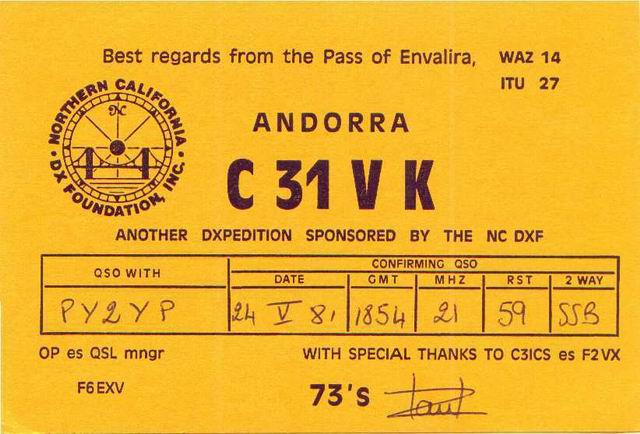 Best regards from the Pass of Envalira, WAZ 14
ITU 27
NORTHERN CALIFORNIA
DX FOUNDATION, INC.
NC
ANDORRA
C31VK
ANOTHER DXPEDITION SPONSORED BY THE NC DXF
QSO WITH CONFIRMING QSO
DATE GMT MHZ RST 2 WAY
PY2YP 24 V 81 1854 21 59 SSB
OP es QSL mngr WITH SPECIAL THANKS TO C31CS es F2VX
F6EXV 73's